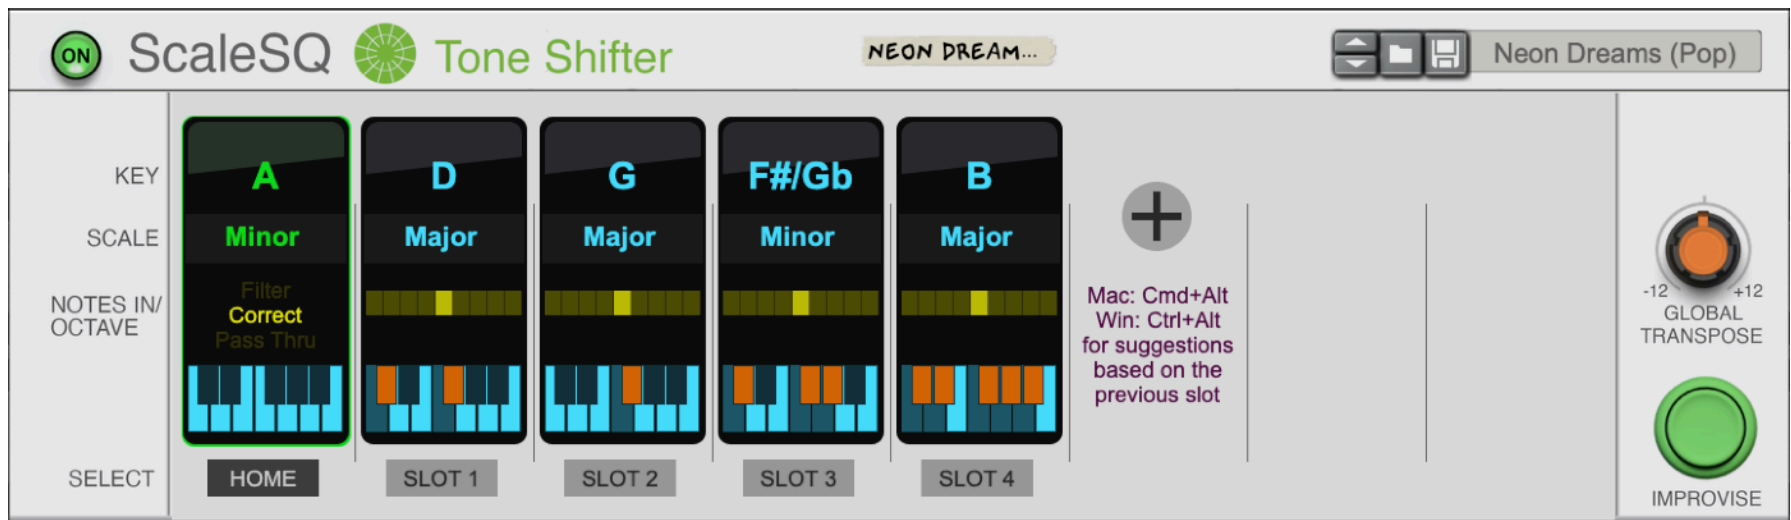 ON ScaleSQ Tone Shifter NEON DREAM... Neon Dreams (Pop)
KEY A D G F#/Gb B
SCALE Minor Major Major Minor Major
NOTES IN/
OCTAVE
Filter
Correct
Pass Thru
Mac: Cmd+Alt
Win: Ctrl+Alt
for suggestions
based on the
previous slot
-12 +12
GLOBAL
TRANSPOSE
SELECT HOME SLOT 1 SLOT 2 SLOT 3 SLOT 4
IMPROVISE